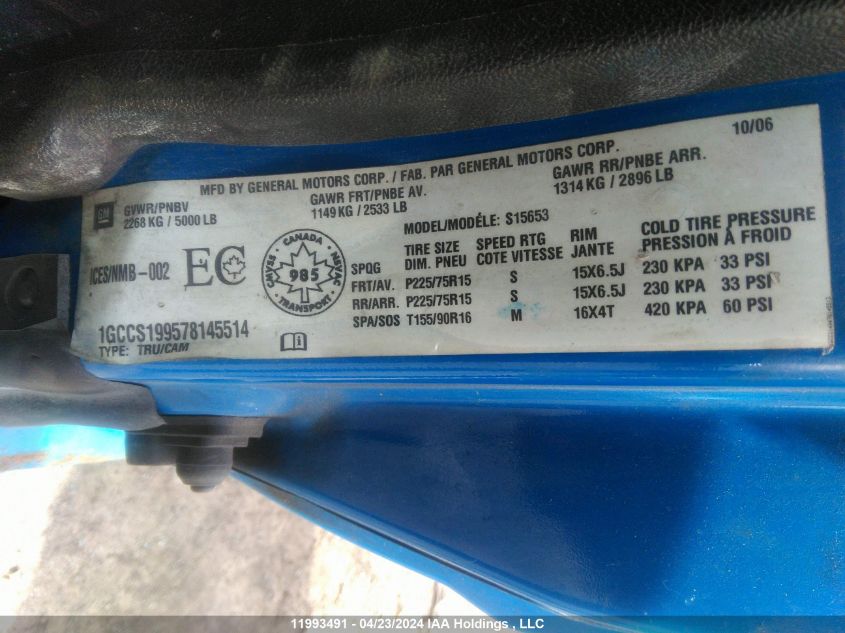 10/06
MFD BY GENERAL MOTORS CORP. / FAB. PAR GENERAL MOTORS CORP.
GM
GVWR/PNBV
2268 KG / 5000 LB
GAWR FRT/PNBE AV.
1149 KG / 2533 LB
GAWR RR/PNBE ARR.
1314 KG / 2896 LB
MODEL/MODÉLE: S15653
ICES/NMB-002
EC
CANADA
CMVSS
985
NSVAC
TRANSPORT
TIRE SIZE SPEED RTG RIM COLD TIRE PRESSURE
SPQG DIM. PNEU COTE VITESSE JANTE PRESSION À FROID
FRT/AV. P225/75R15 S 15X6.5J 230 KPA 33 PSI
RR/ARR. P225/75R15 S 15X6.5J 230 KPA 33 PSI
SPA/SOS T155/90R16 M 16X4T 420 KPA 60 PSI
1GCCS199578145514
TYPE: TRU/CAM
11993491 - 04/23/2024 IAA Holdings , LLC